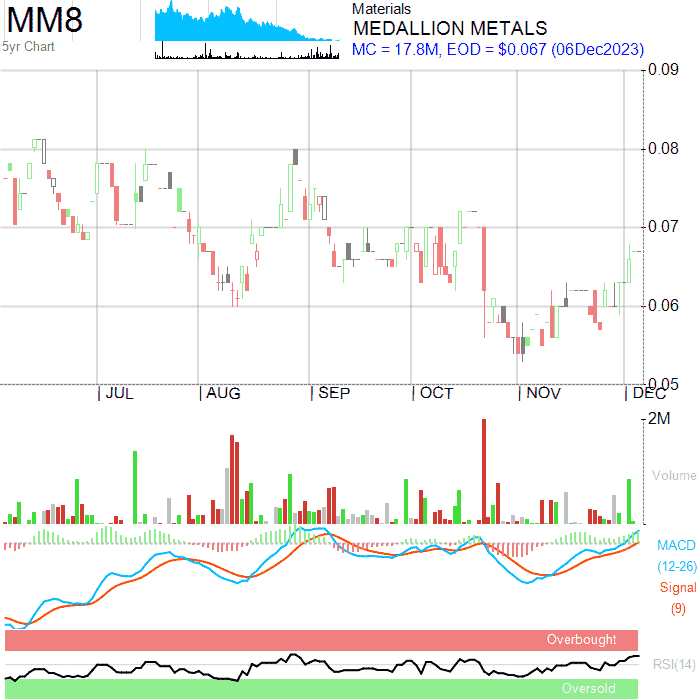 MM8
5yr Chart
Materials
MEDALLION METALS
MC = 17.8M, EOD = $0.067 (06Dec2023)
0.09
0.08
0.07
0.06
0.05
JUL AUG SEP OCT NOV DEC
2M
Volume
MACD
(12-26)
Signal
(9)
Overbought
RSI(14)
Oversold